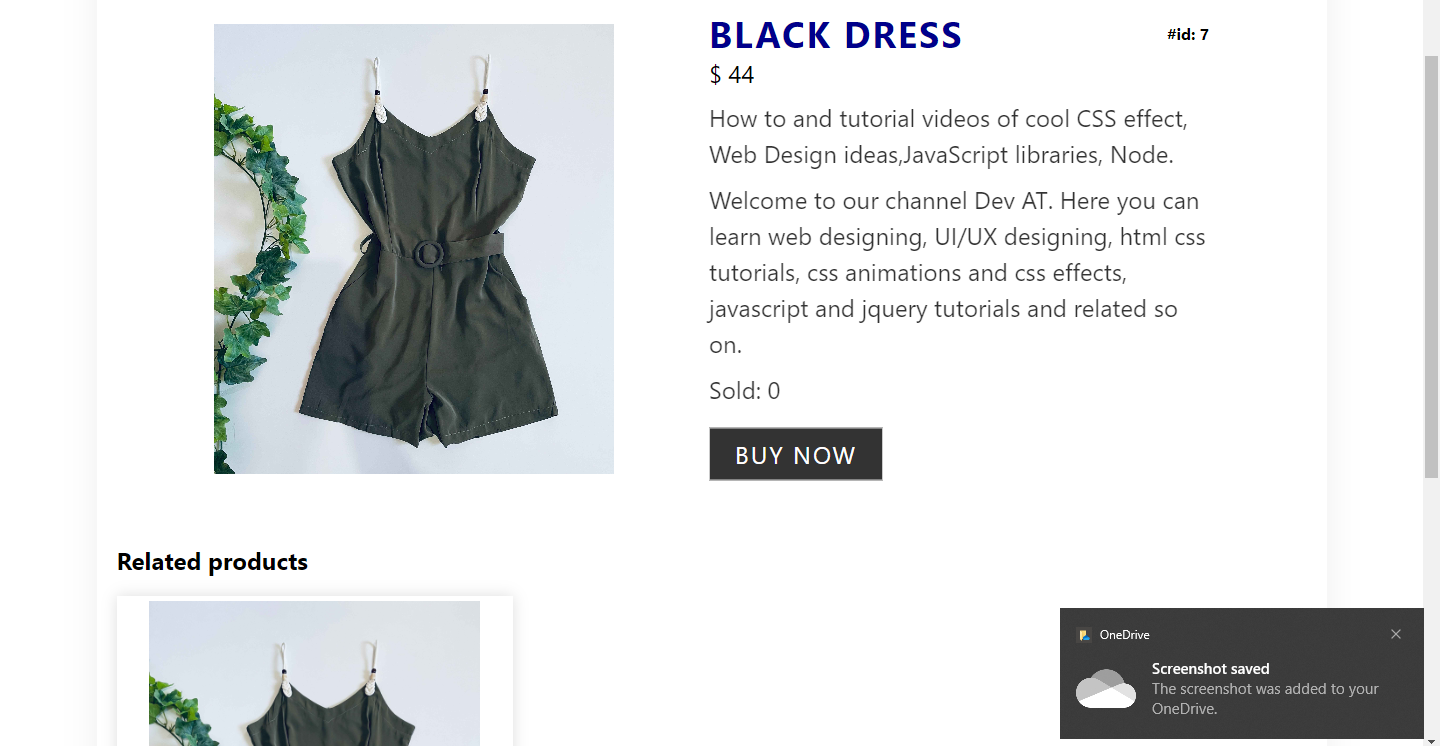 BLACK DRESS
#id: 7
$ 44
How to and tutorial videos of cool CSS effect,
Web Design ideas,JavaScript libraries, Node.
Welcome to our channel Dev AT. Here you can
learn web designing, UI/UX designing, html css
tutorials, css animations and css effects,
javascript and jquery tutorials and related so
on.
Sold: 0
BUY NOW
Related products
OneDrive
Screenshot saved
The screenshot was added to your
OneDrive.